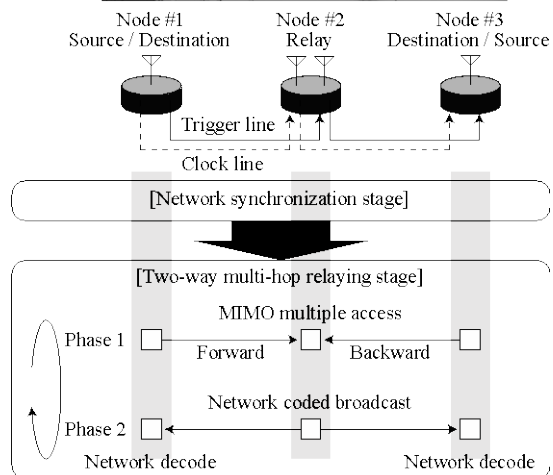 Node #1
Source / Destination
Node #2
Relay
Node #3
Destination / Source
Trigger line
Clock line
[Network synchronization stage]
[Two-way multi-hop relaying stage]
MIMO multiple access
Phase 1
Forward
Backward
Network coded broadcast
Phase 2
Network decode
Network decode